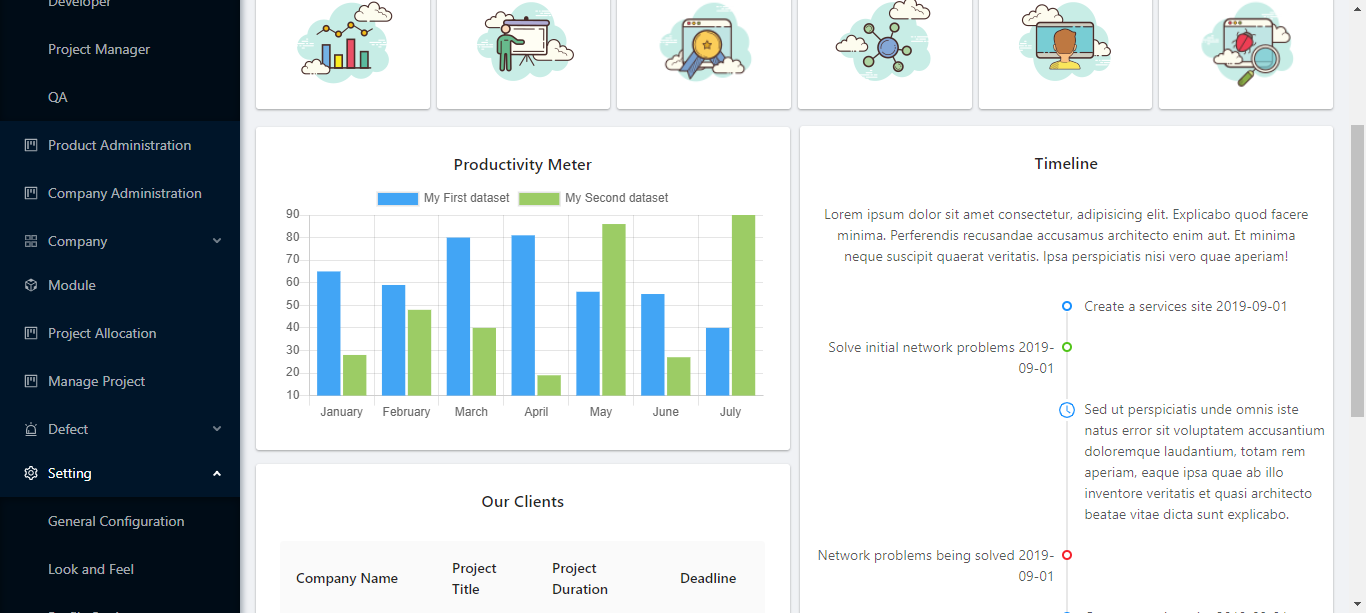 Developer
Project Manager
QA
Product Administration
Company Administration
Company
Module
Project Allocation
Manage Project
Defect
Setting
General Configuration
Look and Feel
Productivity Meter
My First dataset
My Second dataset
90
80
70
60
50
40
30
20
10
January
February
March
April
May
June
July
Our Clients
Company Name
Project
Title
Project
Duration
Deadline
Timeline
Lorem ipsum dolor sit amet consectetur, adipisicing elit. Explicabo quod facere
minima. Perferendis recusandae accusamus architecto enim aut. Et minima
neque suscipit quaerat veritatis. Ipsa perspiciatis nisi vero quae aperiam!
Create a services site 2019-09-01
Solve initial network problems 2019-
09-01
Sed ut perspiciatis unde omnis iste
natus error sit voluptatem accusantium
doloremque laudantium, totam rem
aperiam, eaque ipsa quae ab illo
inventore veritatis et quasi architecto
beatae vitae dicta sunt explicabo.
Network problems being solved 2019-
09-01